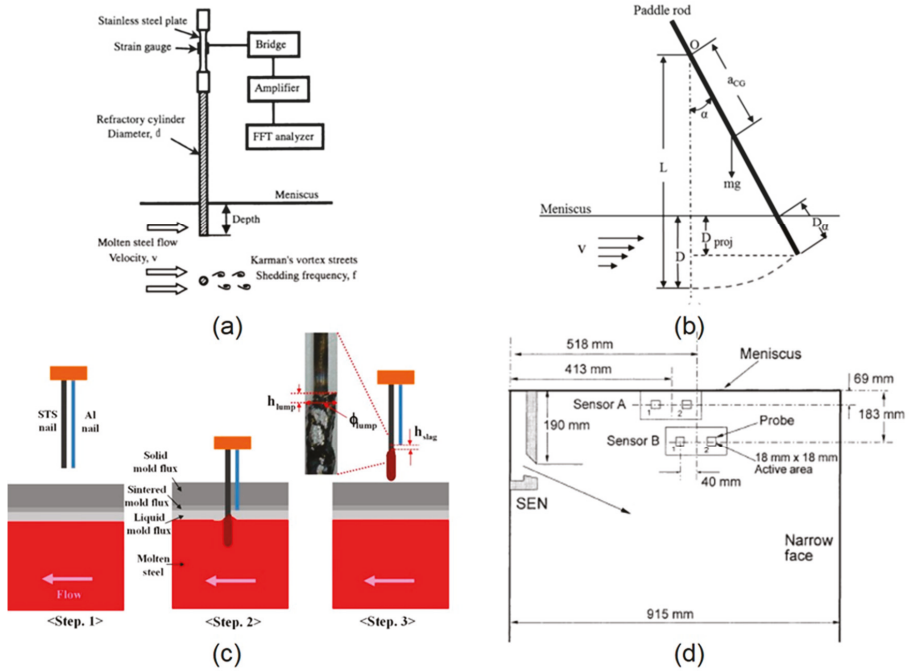 Stainless steel plate
Strain gauge
Bridge
Amplifier
FFT analyzer
Refractory cylinder
Diameter, d
Meniscus
Depth
Molten steel flow
Velocity, v
Karman's vortex streets
Shedding frequency, f
(a)
Paddle rod
O
a_CG
α
L
mg
Meniscus
V
D
D_proj
D_α
(b)
STS
nail
Al
nail
Solid
mold flux
Sintered
mold flux
Liquid
mold flux
Molten
steel
Flow
h_lump
ϕ_lump
h_slag
<Step. 1>
<Step. 2>
<Step. 3>
(c)
518 mm
413 mm
Meniscus
69 mm
183 mm
Sensor A
1
2
190 mm
Sensor B
1
2
Probe
18 mm x 18 mm
Active area
40 mm
SEN
Narrow
face
915 mm
(d)